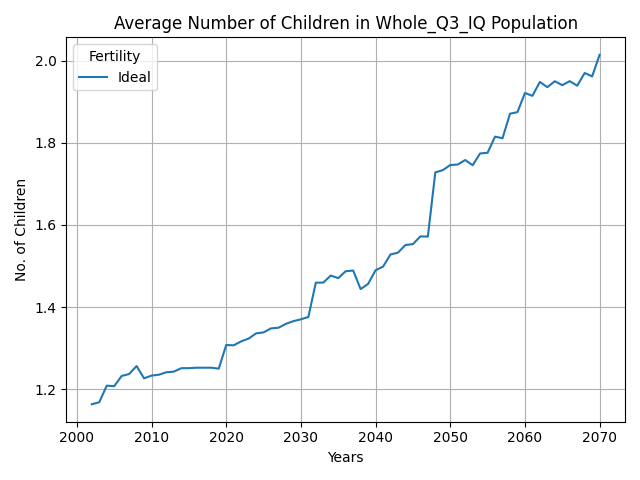 Average Number of Children in Whole_Q3_IQ Population
Fertility
Ideal
No. of Children
2.0
1.8
1.6
1.4
1.2
2000 2010 2020 2030 2040 2050 2060 2070
Years